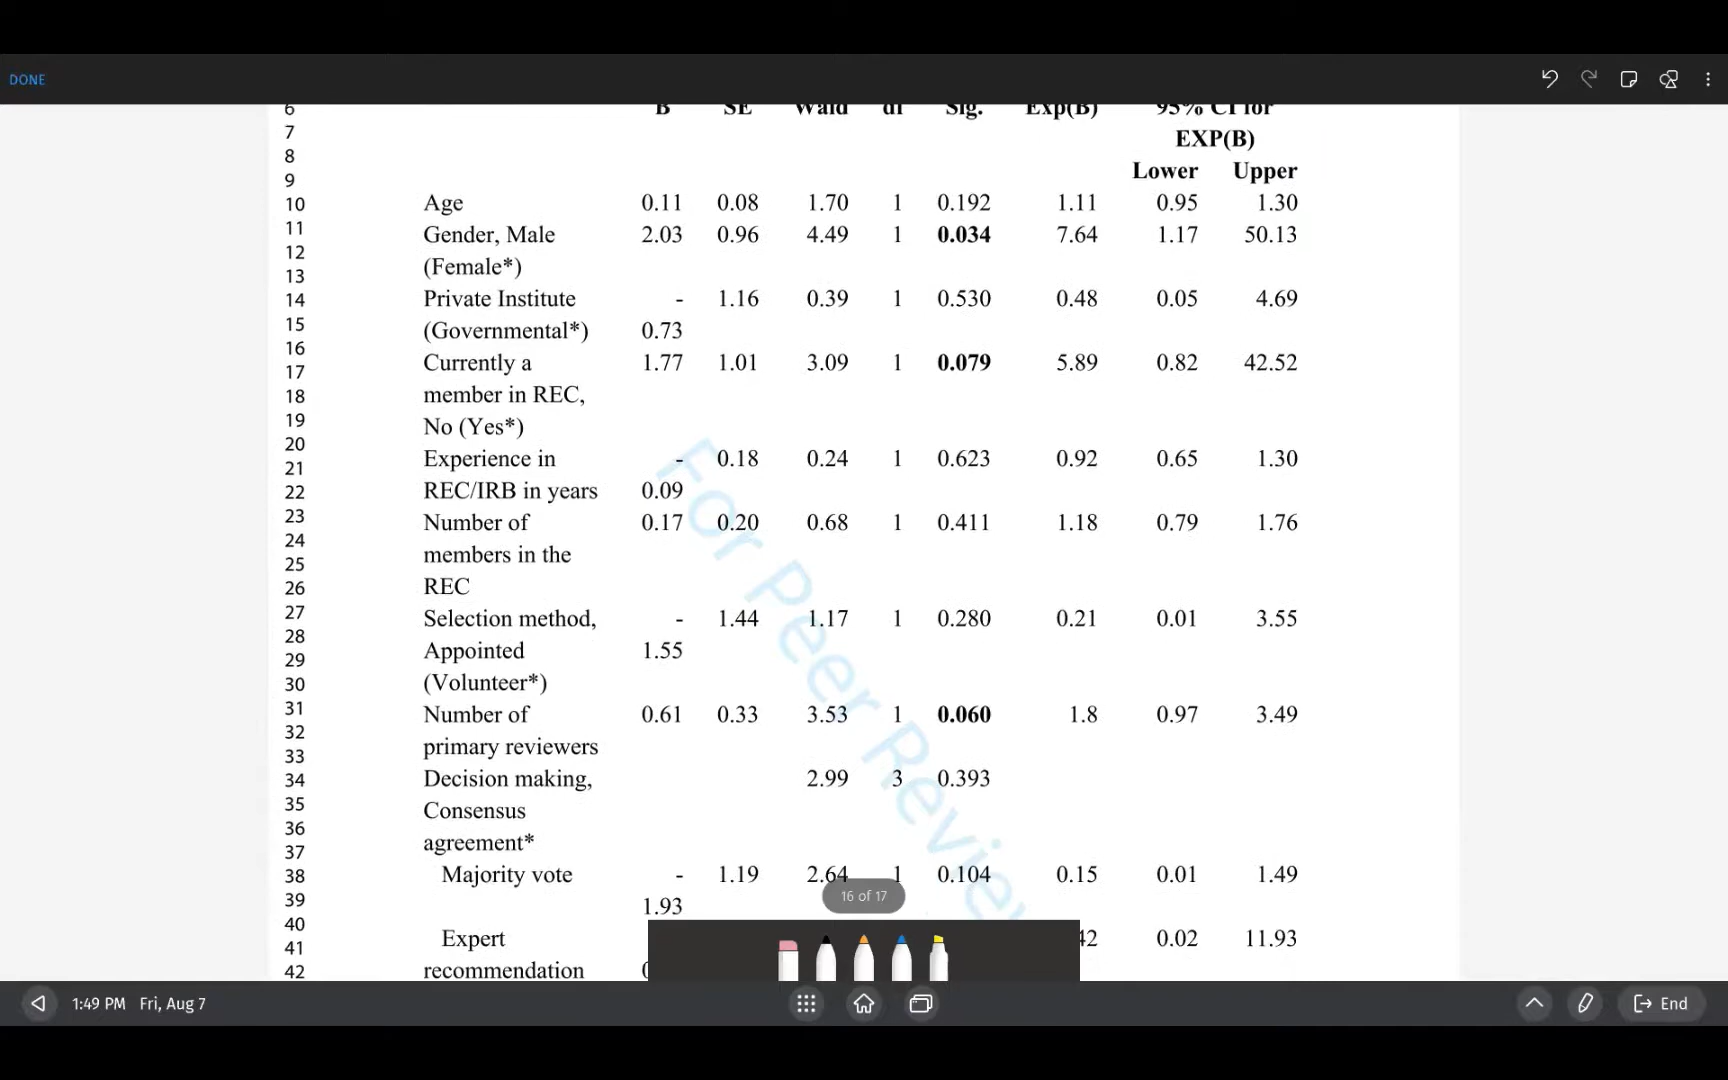 DONE
6 B SE Wald df Sig. Exp(B) 95% CI for
7 EXP(B)
8
9 Lower Upper
10 Age 0.11 0.08 1.70 1 0.192 1.11 0.95 1.30
11 Gender, Male 2.03 0.96 4.49 1 0.034 7.64 1.17 50.13
12
13 (Female*)
14 Private Institute - 1.16 0.39 1 0.530 0.48 0.05 4.69
15 (Governmental*) 0.73
16 Currently a 1.77 1.01 3.09 1 0.079 5.89 0.82 42.52
17
18 member in REC,
19 No (Yes*)
20 Experience in - 0.18 0.24 1 0.623 0.92 0.65 1.30
21
22 REC/IRB in years 0.09
23 Number of 0.17 0.20 0.68 1 0.411 1.18 0.79 1.76
24 members in the
25
26 REC
27 Selection method, - 1.44 1.17 1 0.280 0.21 0.01 3.55
28
29 Appointed 1.55
30 (Volunteer*)
31 Number of 0.61 0.33 3.53 1 0.060 1.8 0.97 3.49
32
33 primary reviewers
34 Decision making, 2.99 3 0.393
35 Consensus
36
37 agreement*
38 Majority vote - 1.19 2.64 1 0.104 0.15 0.01 1.49
39 1.93
40
41 Expert 42 0.02 11.93
42 recommendation
For Peer Review
16 of 17
1:49 PM Fri, Aug 7
End